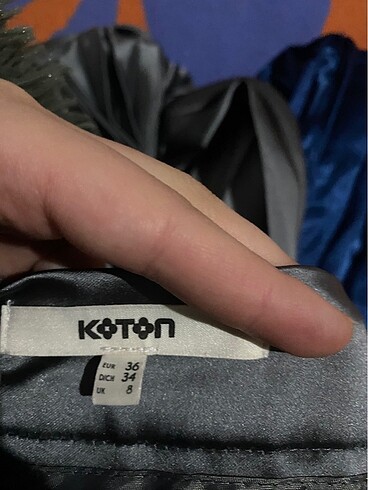 KOTON
EUR 36
D/CH 34
UK 8